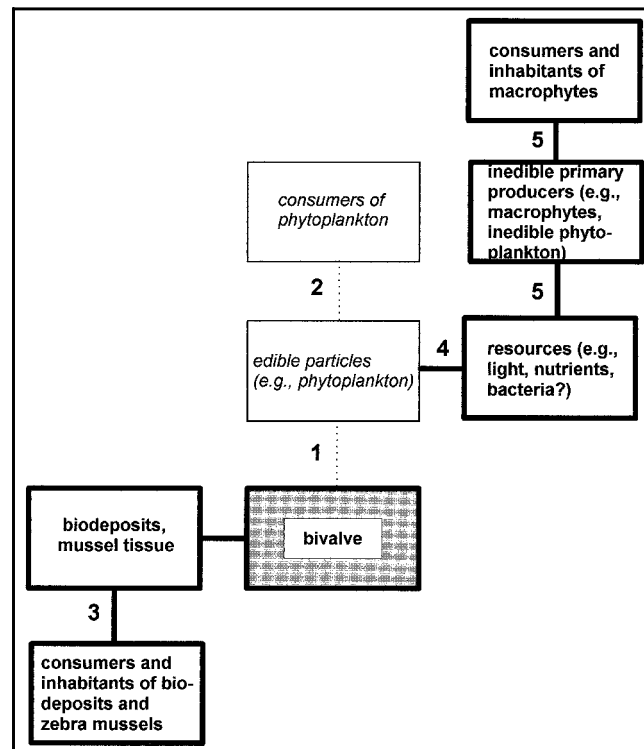 consumers and
inhabitants of
macrophytes
5
inedible primary
producers (e.g.,
macrophytes,
inedible phyto-
plankton)
consumers of
phytoplankton
2
5
edible particles
(e.g., phytoplankton)
4
resources (e.g.,
light, nutrients,
bacteria?)
1
biodeposits,
mussel tissue
bivalve
3
consumers and
inhabitants of bio-
deposits and
zebra mussels